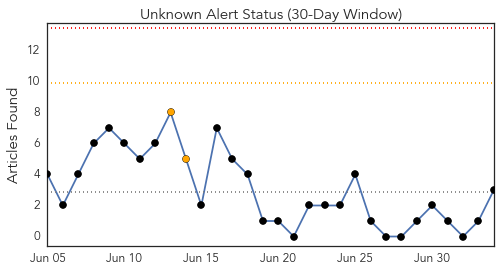 Unknown Alert Status (30-Day Window)
12
10
8
6
4
2
0
Articles Found
Jun 05
Jun 10
Jun 15
Jun 20
Jun 25
Jun 30